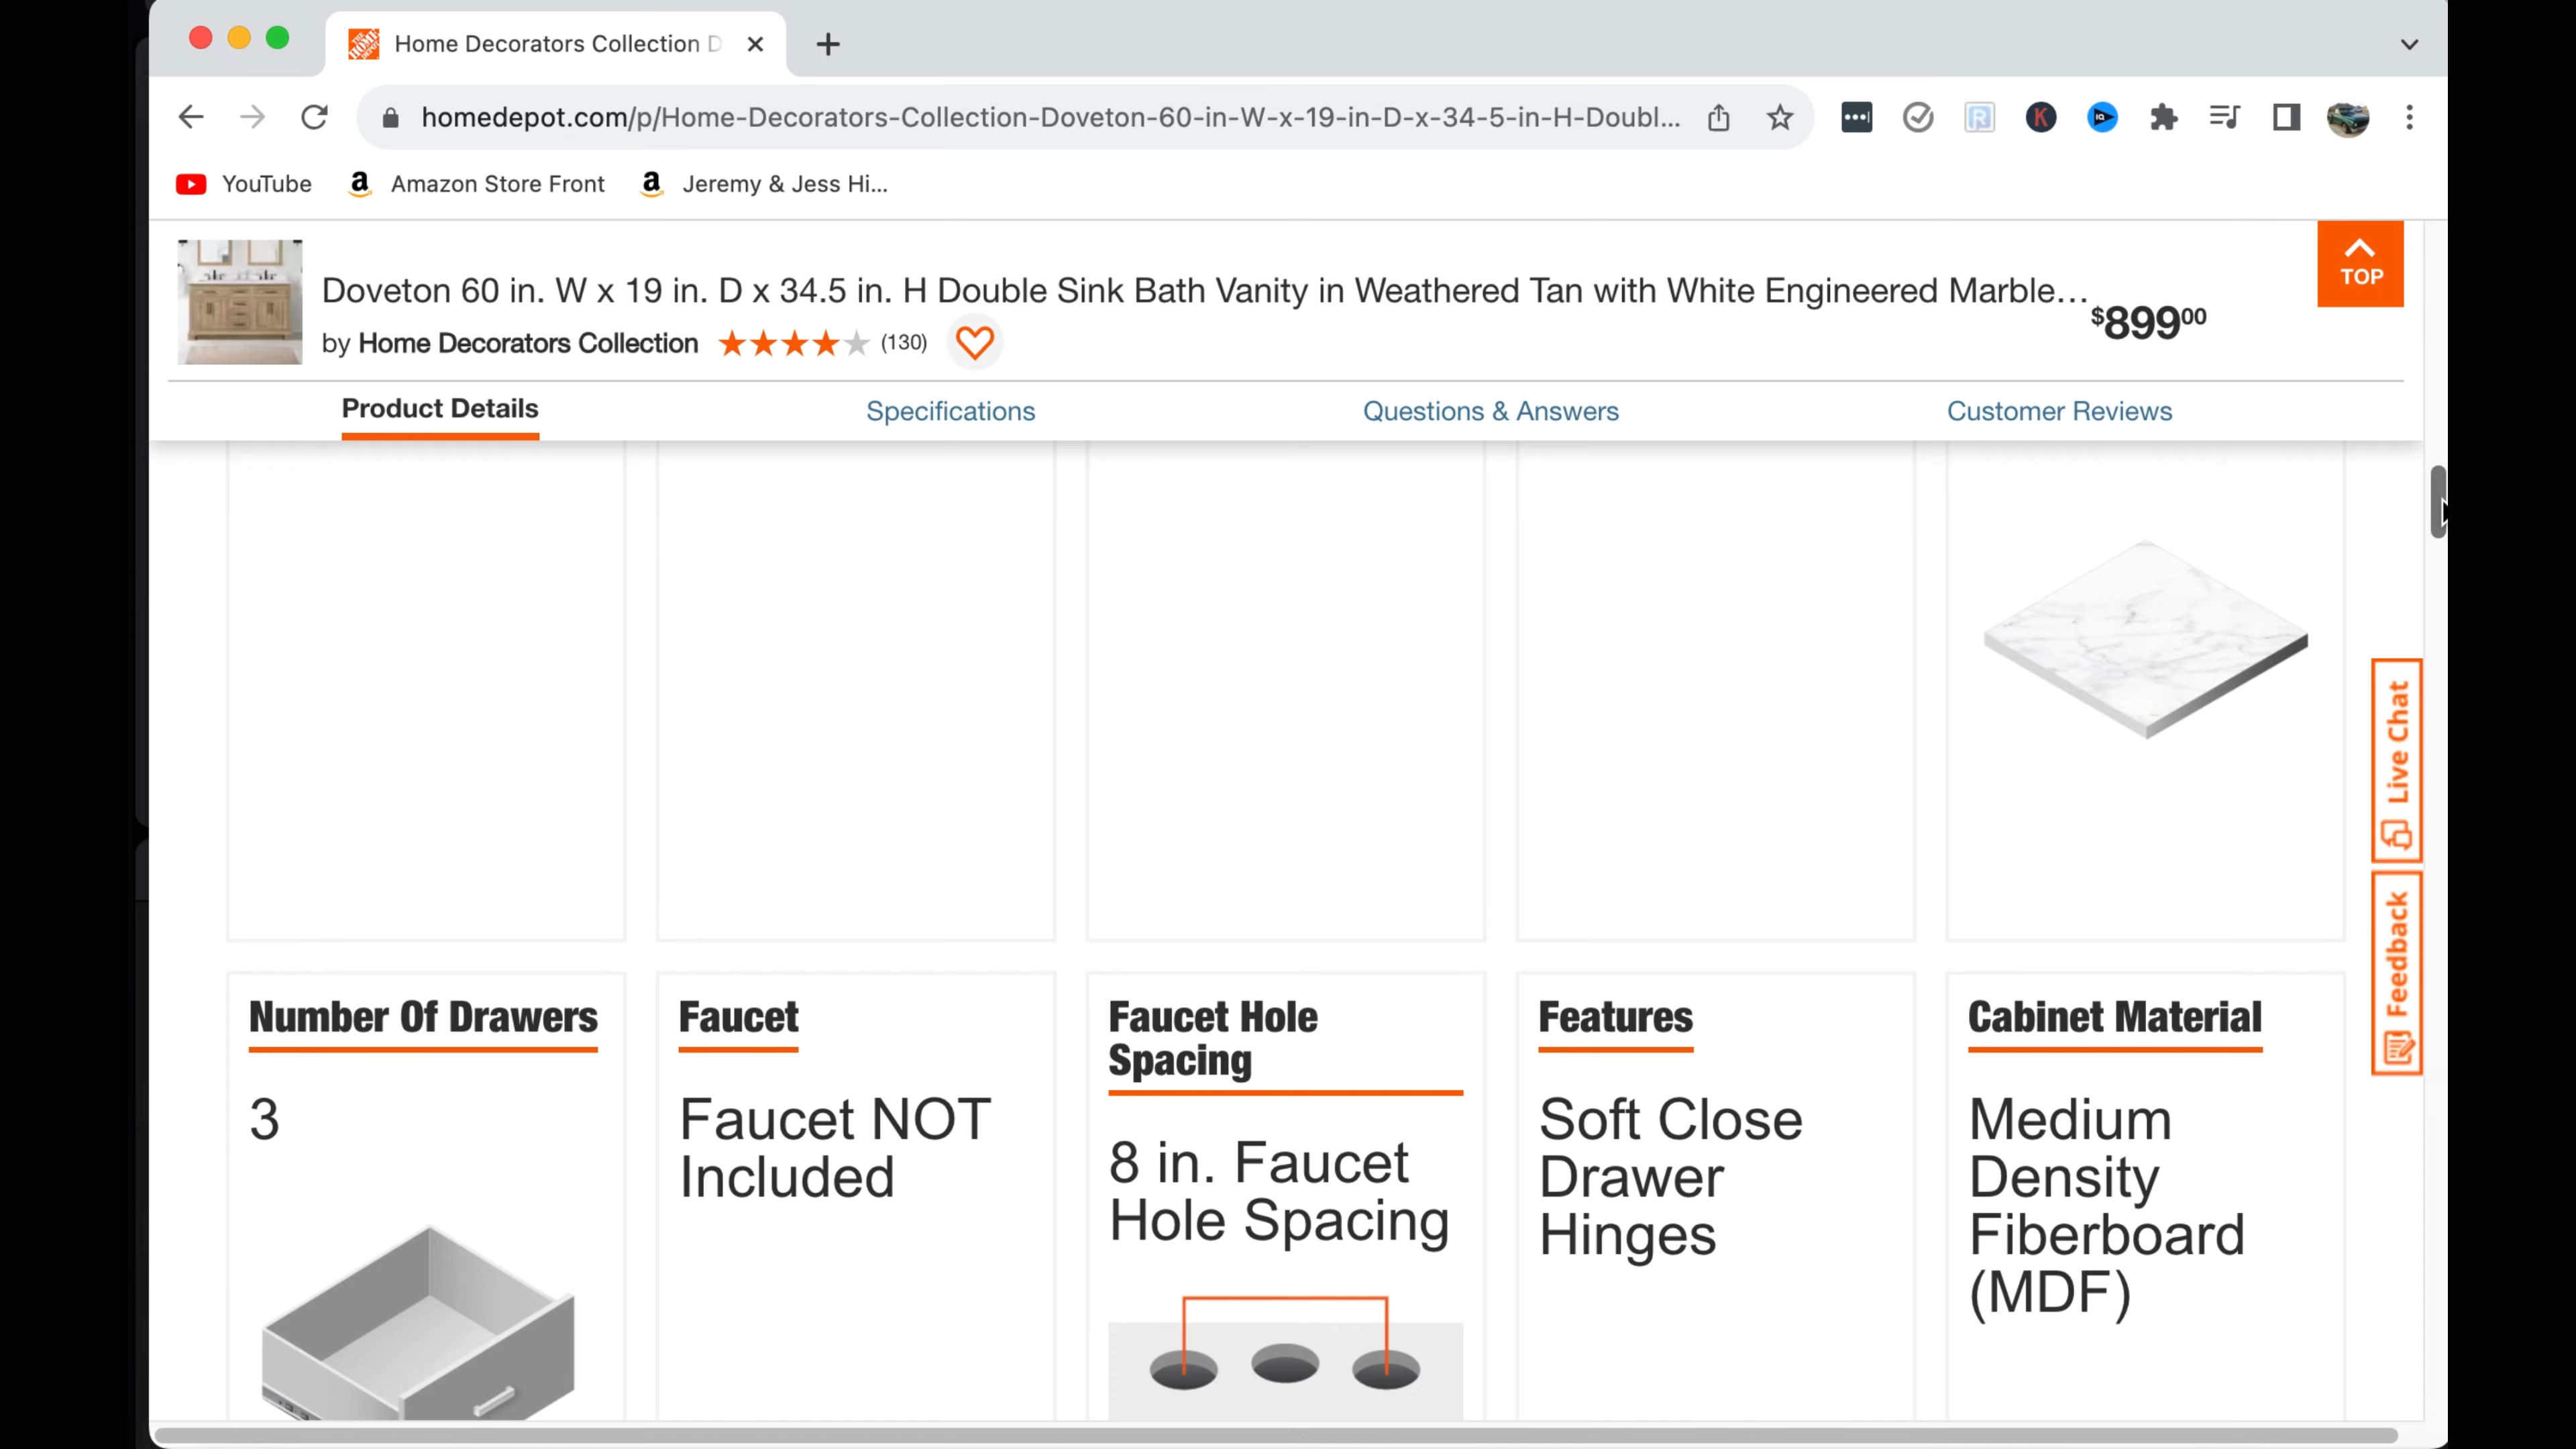 Home Decorators Collection D
homedepot.com/p/Home-Decorators-Collection-Doveton-60-in-W-x-19-in-D-x-34-5-in-H-Doubl...
YouTube
Amazon Store Front
Jeremy & Jess Hi...
Doveton 60 in. W x 19 in. D x 34.5 in. H Double Sink Bath Vanity in Weathered Tan with White Engineered Marble...
by Home Decorators Collection
(130)
$899 00
TOP
Product Details
Specifications
Questions & Answers
Customer Reviews
Live Chat
Feedback
Number Of Drawers
3
Faucet
Faucet NOT
Included
Faucet Hole
Spacing
8 in. Faucet
Hole Spacing
Features
Soft Close
Drawer
Hinges
Cabinet Material
Medium
Density
Fiberboard
(MDF)